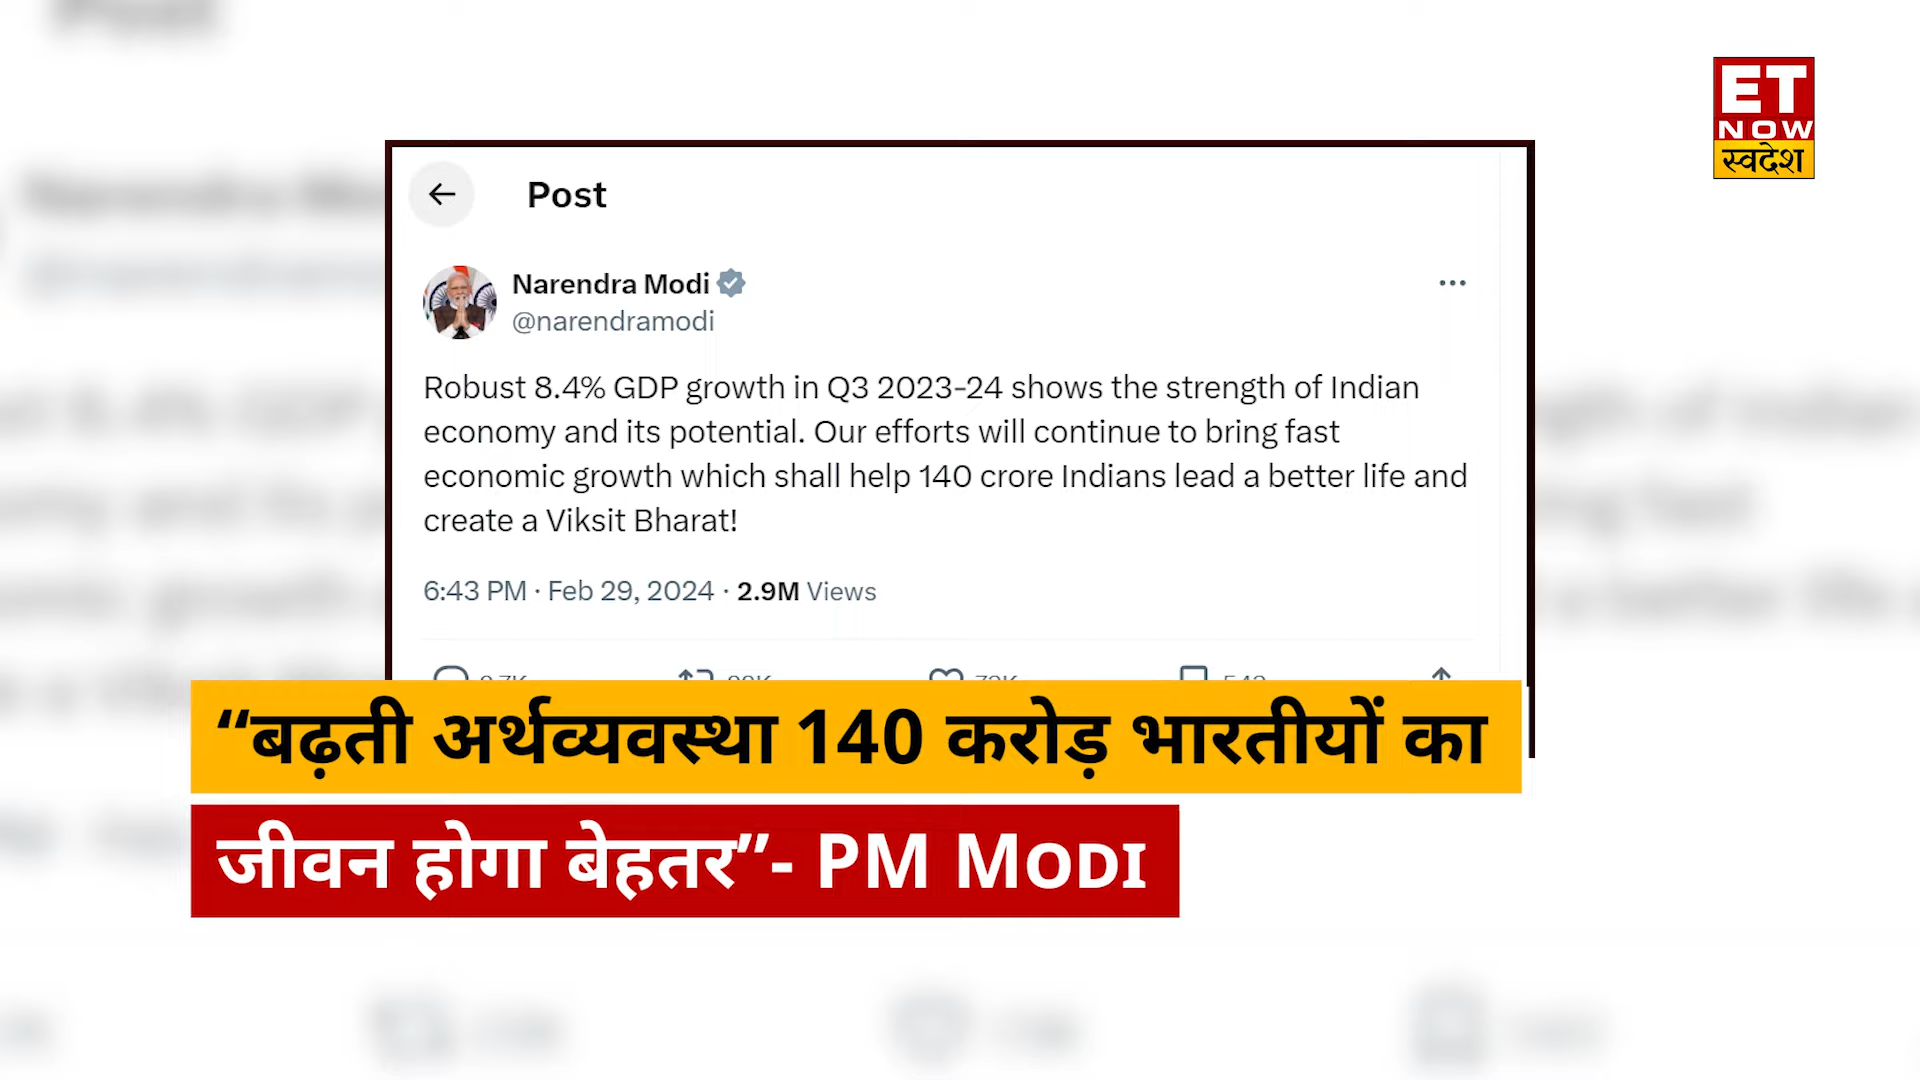 ET
NOW
स्वदेश
Post
Narendra Modi
@narendramodi
Robust 8.4% GDP growth in Q3 2023-24 shows the strength of Indian
economy and its potential. Our efforts will continue to bring fast
economic growth which shall help 140 crore Indians lead a better life and
create a Viksit Bharat!
6:43 PM · Feb 29, 2024 · 2.9M Views
“बढ़ती अर्थव्यवस्था 140 करोड़ भारतीयों का
जीवन होगा बेहतर”- PM MODI